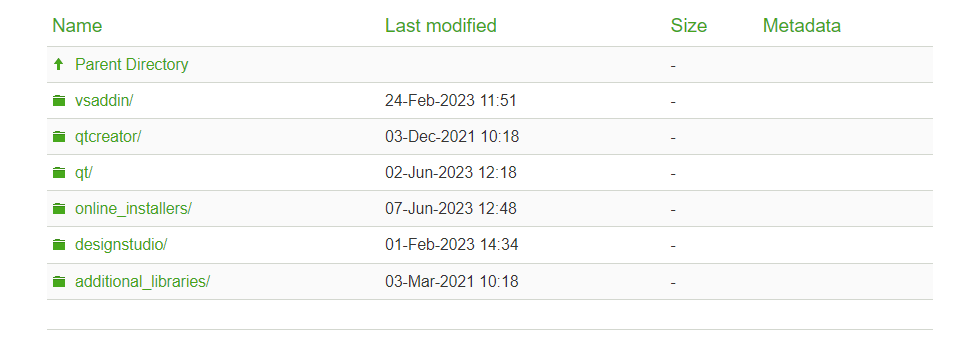 Name Last modified Size Metadata
Parent Directory -
vsaddin/ 24-Feb-2023 11:51 -
qtcreator/ 03-Dec-2021 10:18 -
qt/ 02-Jun-2023 12:18 -
online_installers/ 07-Jun-2023 12:48 -
designstudio/ 01-Feb-2023 14:34 -
additional_libraries/ 03-Mar-2021 10:18 -